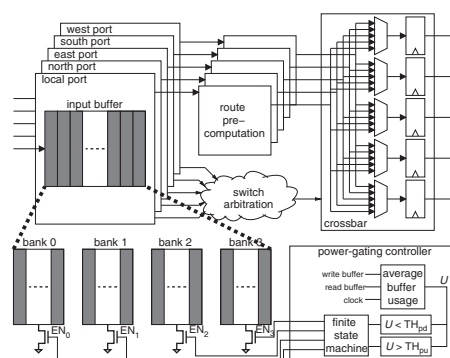 west port
south port
east port
north port
local port
input buffer
route
pre-
computation
switch
arbitration
crossbar
bank 0
bank 1
bank 2
bank 3
EN0
EN1
EN2
EN3
power-gating controller
write buffer
read buffer
clock
average
buffer
usage
U
finite
state
machine
U < THpd
U > THpu